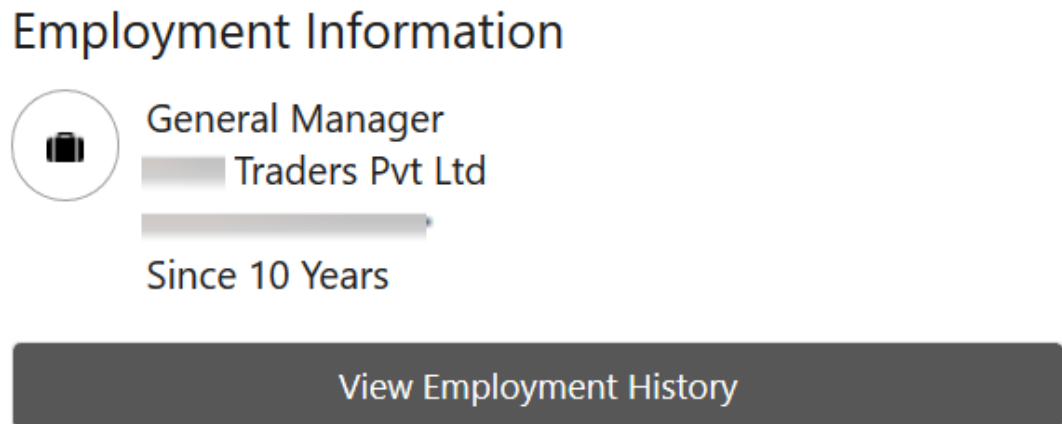 Employment Information
General Manager
Traders Pvt Ltd
Since 10 Years
View Employment History